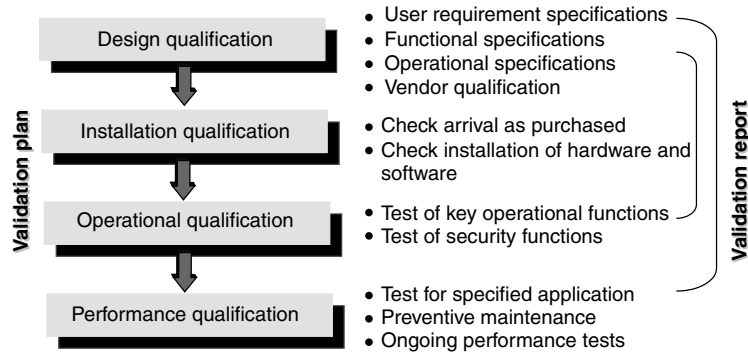 Validation plan
Design qualification
• User requirement specifications
• Functional specifications
• Operational specifications
• Vendor qualification
Installation qualification
• Check arrival as purchased
• Check installation of hardware and
software
Operational qualification
• Test of key operational functions
• Test of security functions
Performance qualification
• Test for specified application
• Preventive maintenance
• Ongoing performance tests
Validation report